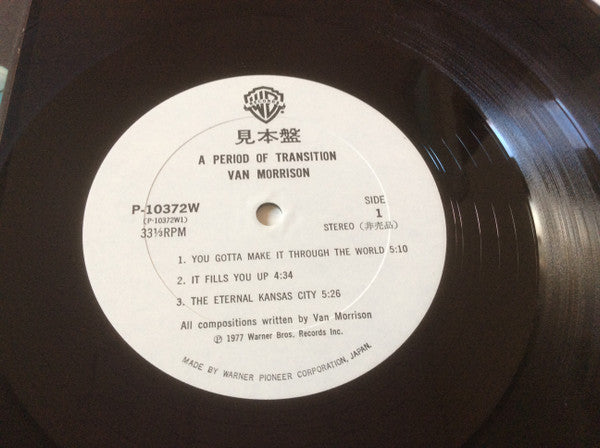 見本盤
A PERIOD OF TRANSITION
VAN MORRISON
P-10372W
(P-10372W1)
33⅓RPM
SIDE
1
STEREO (非売品)
1. YOU GOTTA MAKE IT THROUGH THE WORLD 5:10
2. IT FILLS YOU UP 4:34
3. THE ETERNAL KANSAS CITY 5:26
All compositions written by Van Morrison
℗ 1977 Warner Bros. Records Inc.
MADE BY WARNER PIONEER CORPORATION, JAPAN.